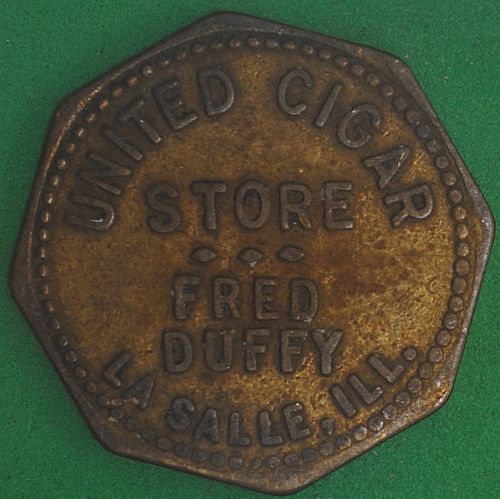 UNITED CIGAR
STORE
FRED
DUFFY
LA SALLE, ILL.